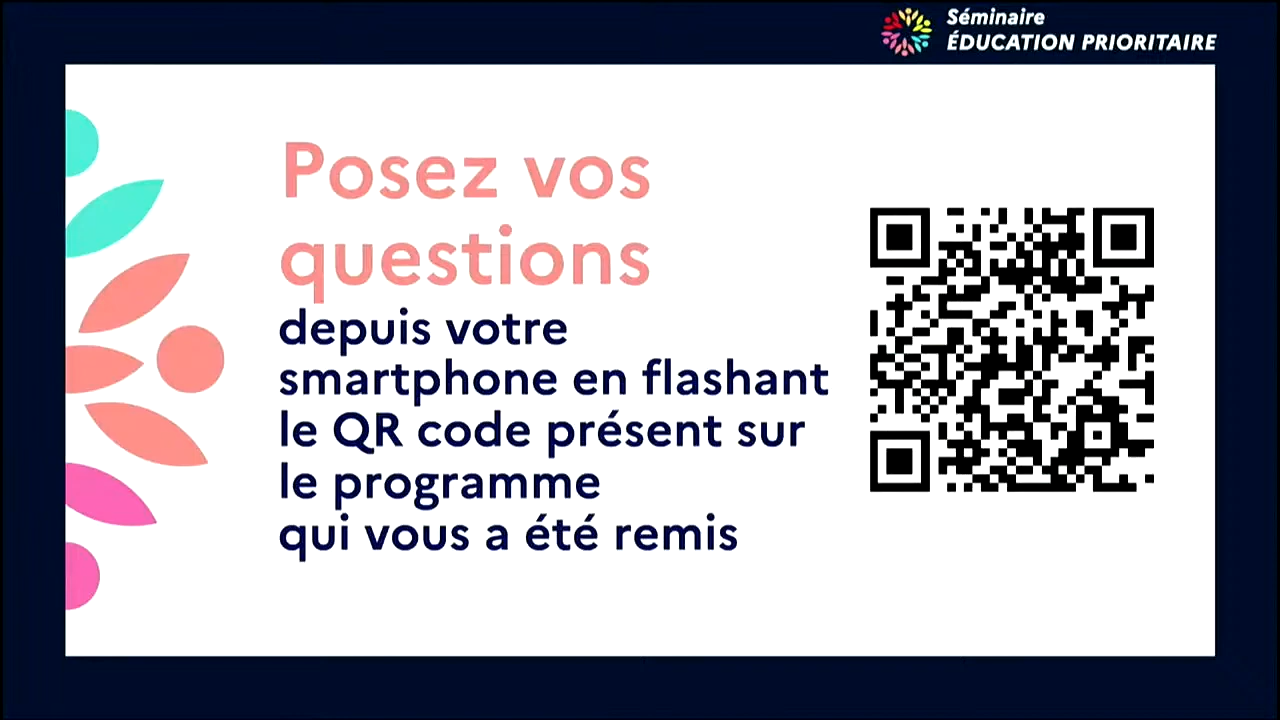 Séminaire
ÉDUCATION PRIORITAIRE
Posez vos
questions
depuis votre
smartphone en flashant
le QR code présent sur
le programme
qui vous a été remis